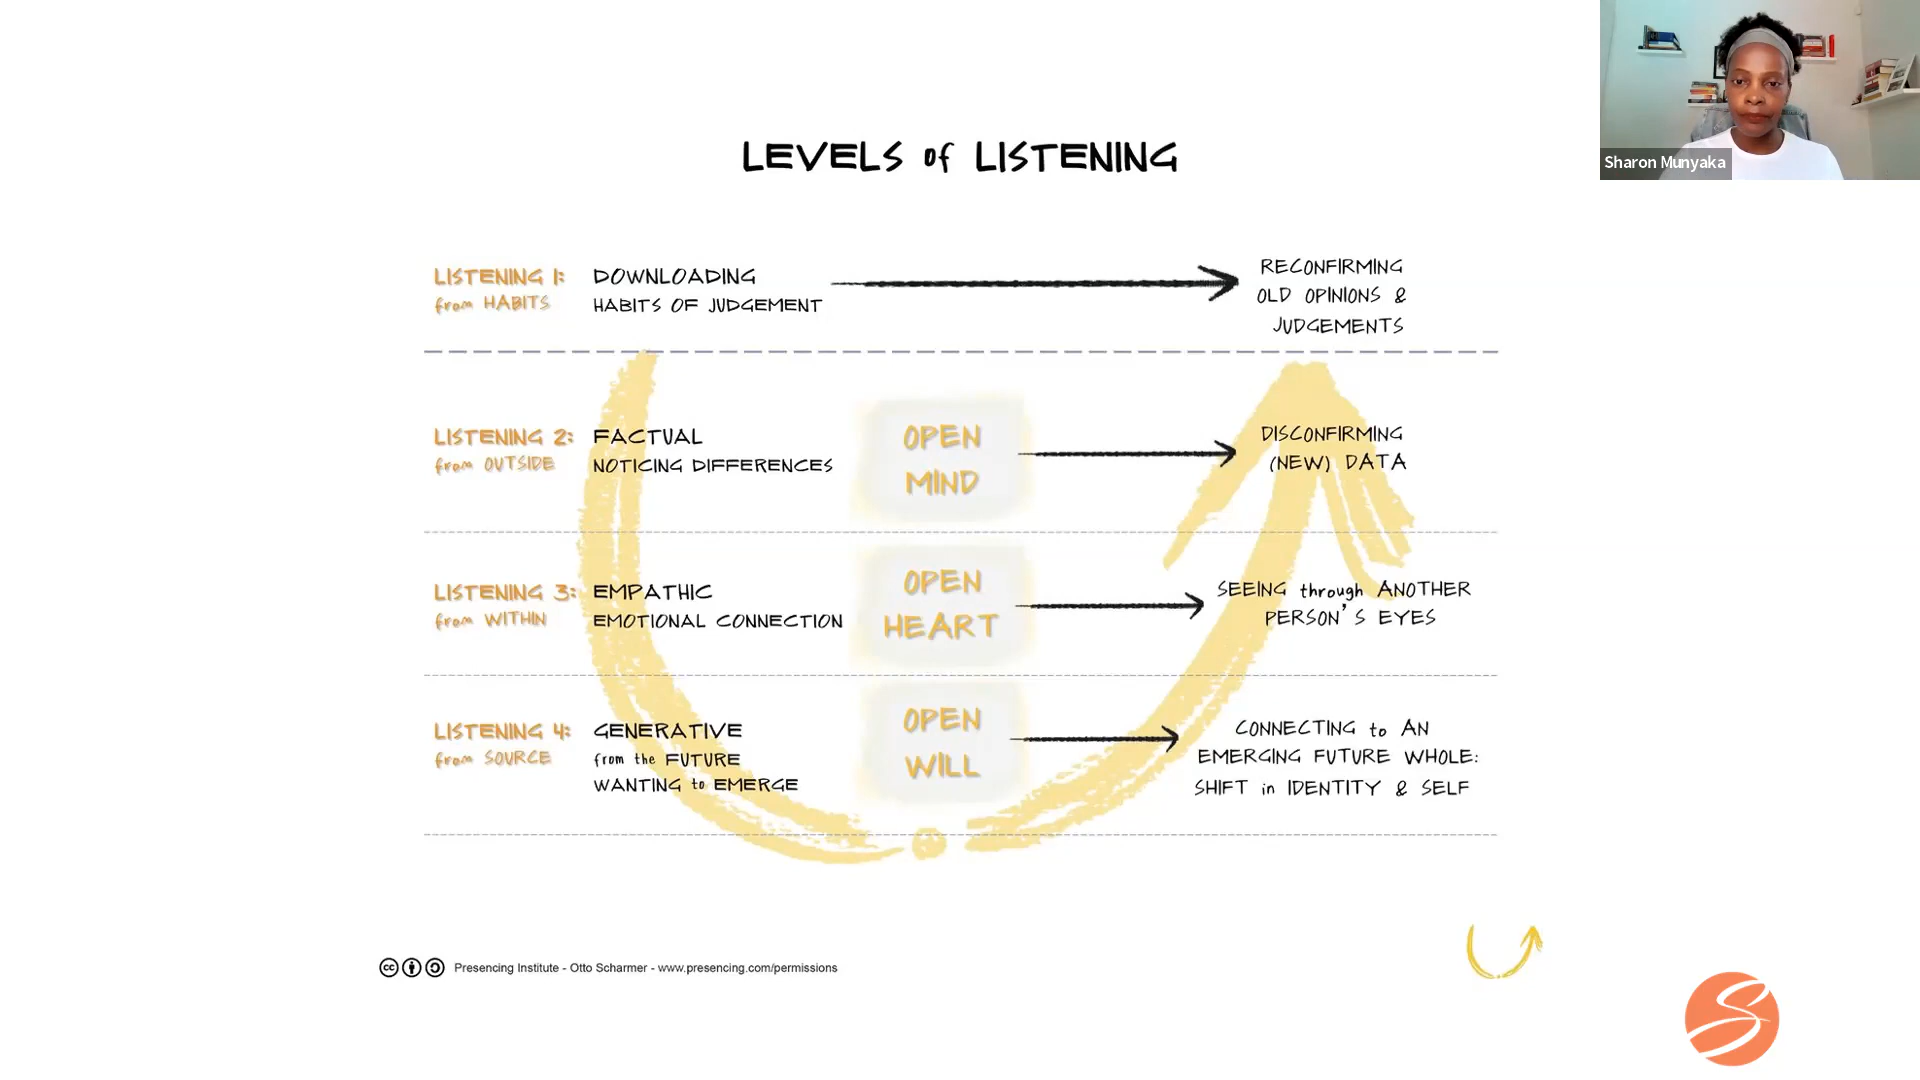 Sharon Munyaka
LEVELS of LISTENING
LISTENING 1:
from HABITS
DOWNLOADING
HABITS OF JUDGEMENT
RECONFIRMING
OLD OPINIONS &
JUDGEMENTS
LISTENING 2:
from OUTSIDE
FACTUAL
NOTICING DIFFERENCES
OPEN
MIND
DISCONFIRMING
(NEW) DATA
LISTENING 3:
from WITHIN
EMPATHIC
EMOTIONAL CONNECTION
OPEN
HEART
SEEING through ANOTHER
PERSON'S EYES
LISTENING 4:
from SOURCE
GENERATIVE
from the FUTURE
WANTING to EMERGE
OPEN
WILL
CONNECTING to AN
EMERGING FUTURE WHOLE:
SHIFT in IDENTITY & SELF
cc Presencing Institute - Otto Scharmer - www.presencing.com/permissions